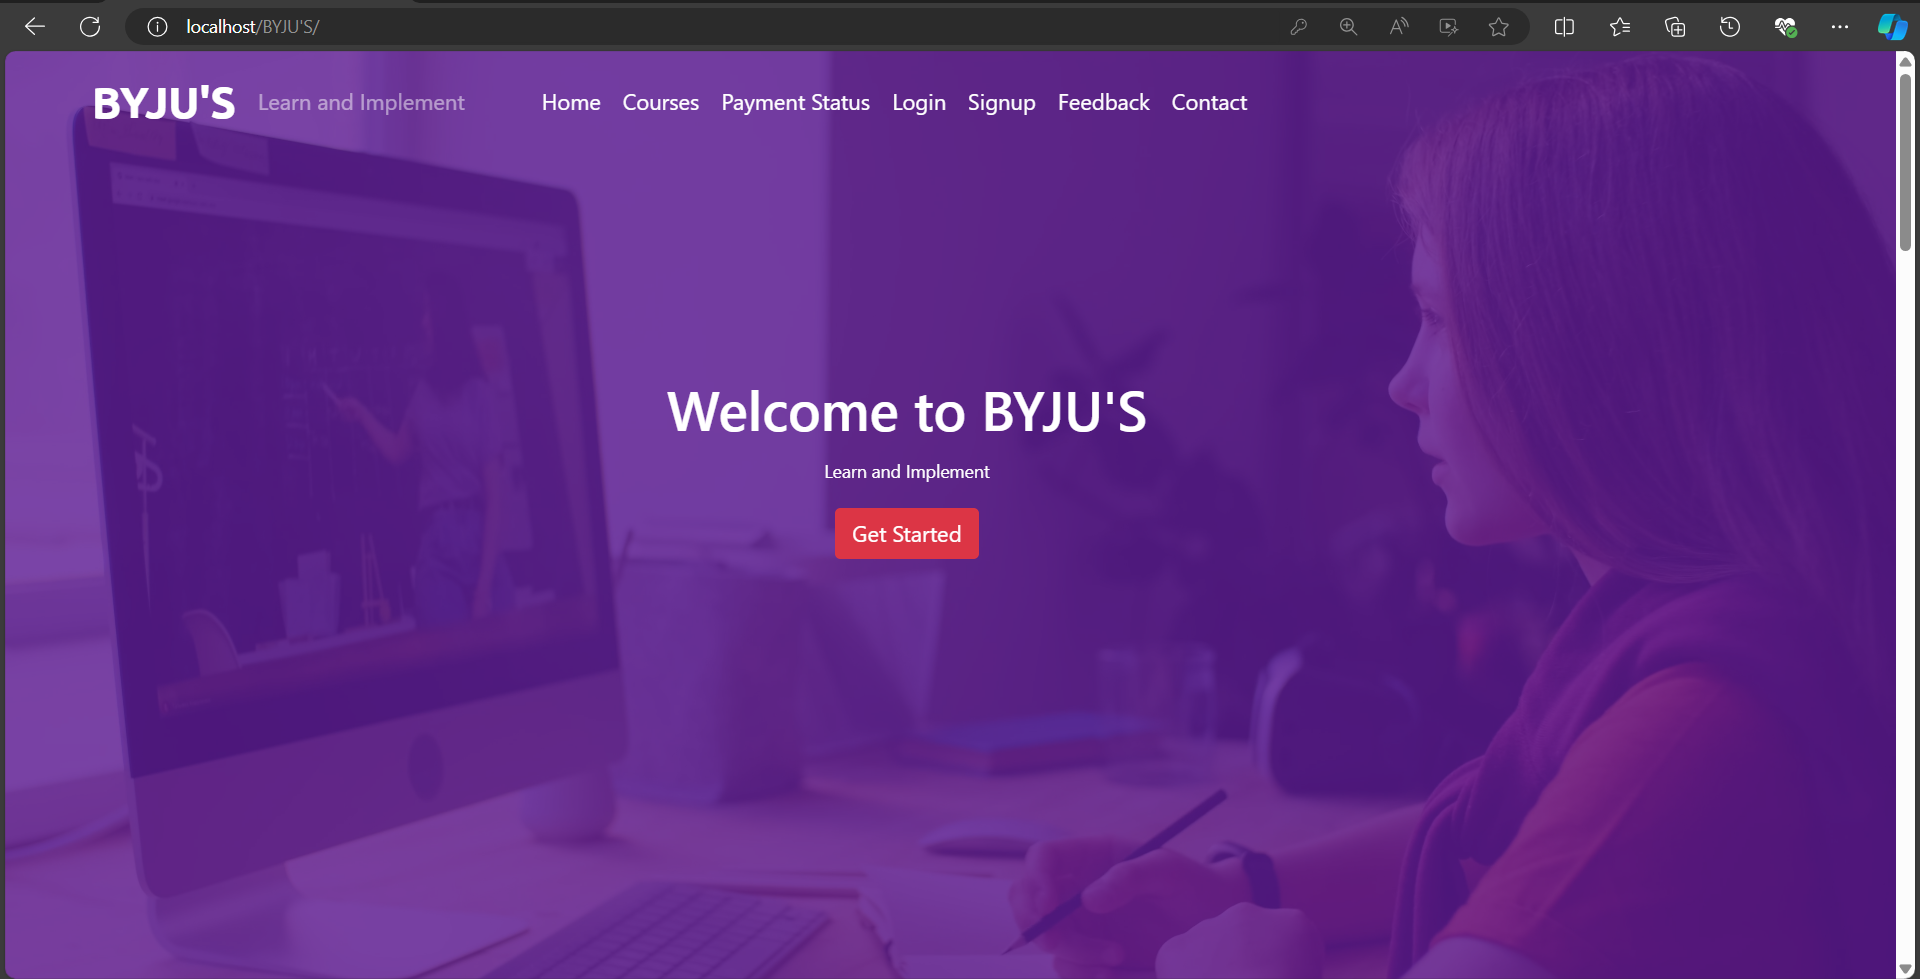 localhost/BYJU'S/
BYJU'S Learn and Implement Home Courses Payment Status Login Signup Feedback Contact
Welcome to BYJU'S
Learn and Implement
Get Started